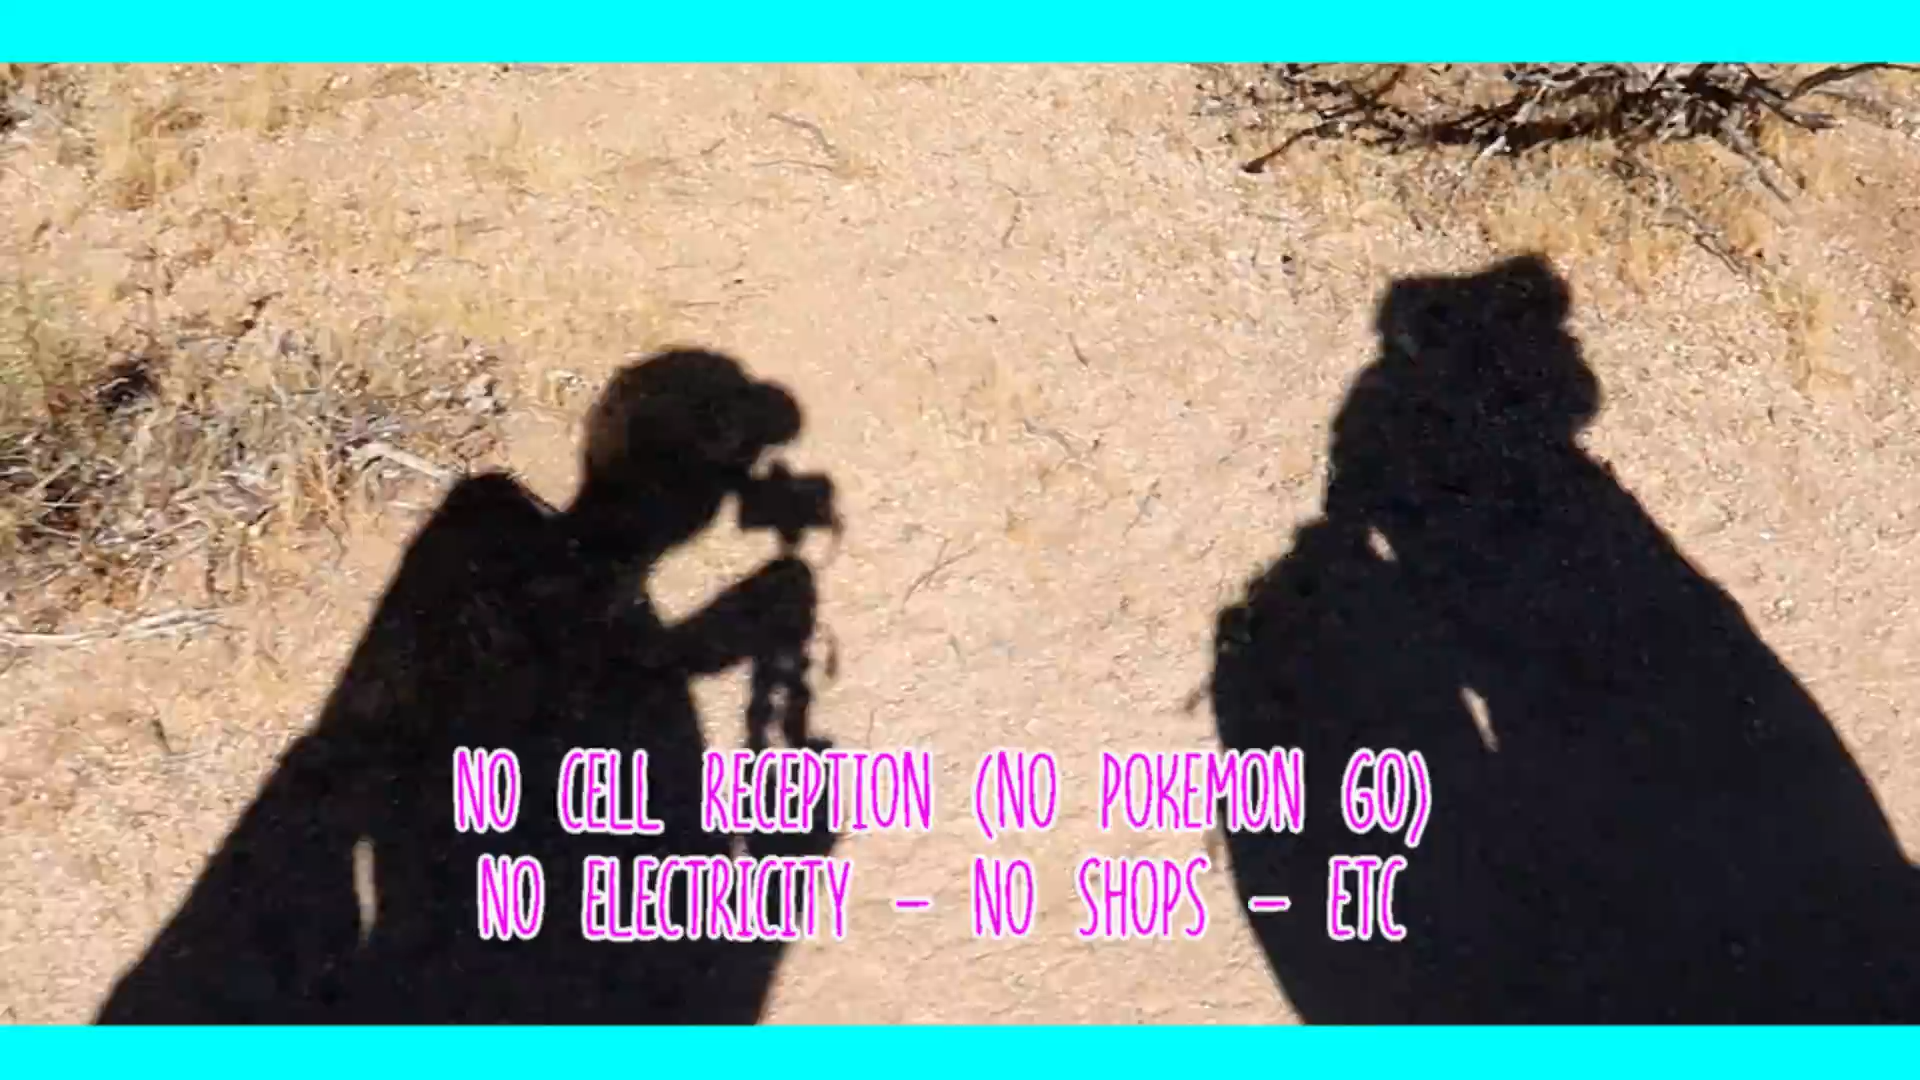 NO CELL RECEPTION (NO POKEMON GO)
NO ELECTRICITY - NO SHOPS - ETC